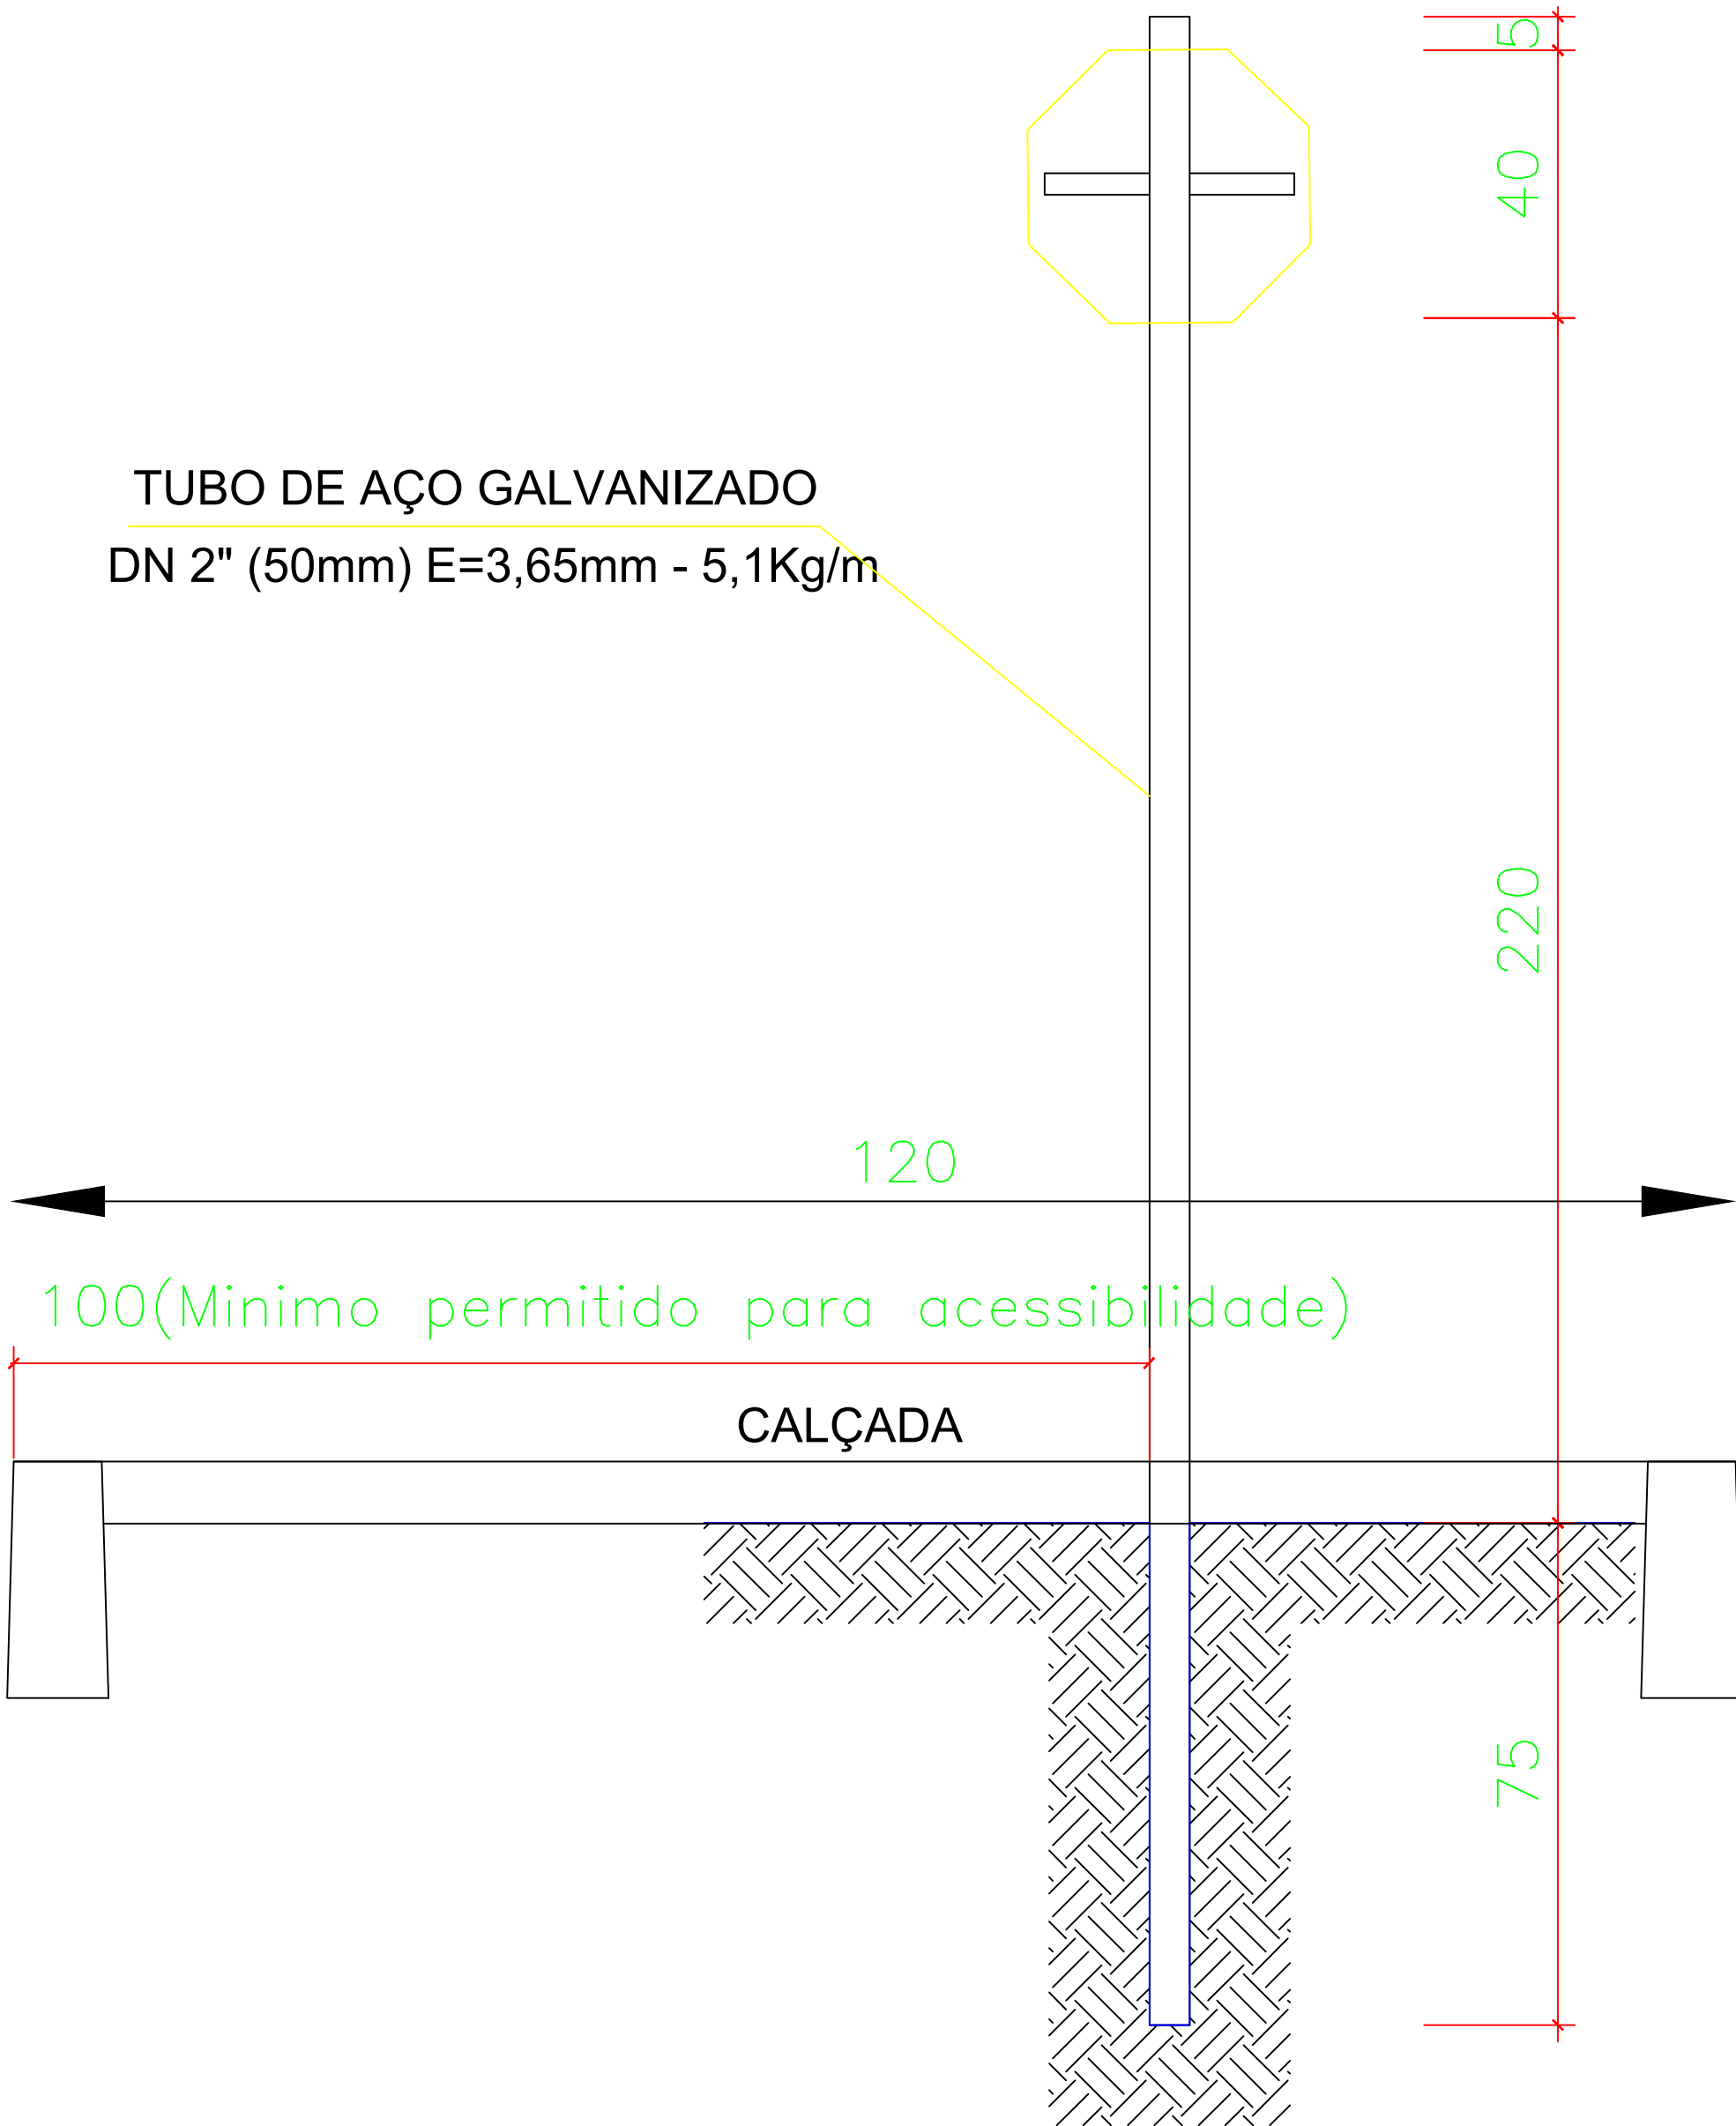 5
40
TUBO DE AÇO GALVANIZADO
DN 2" (50mm) E=3,65mm - 5,1Kg/m
220
120
100(Minimo permitido para acessibilidade)
CALÇADA
75